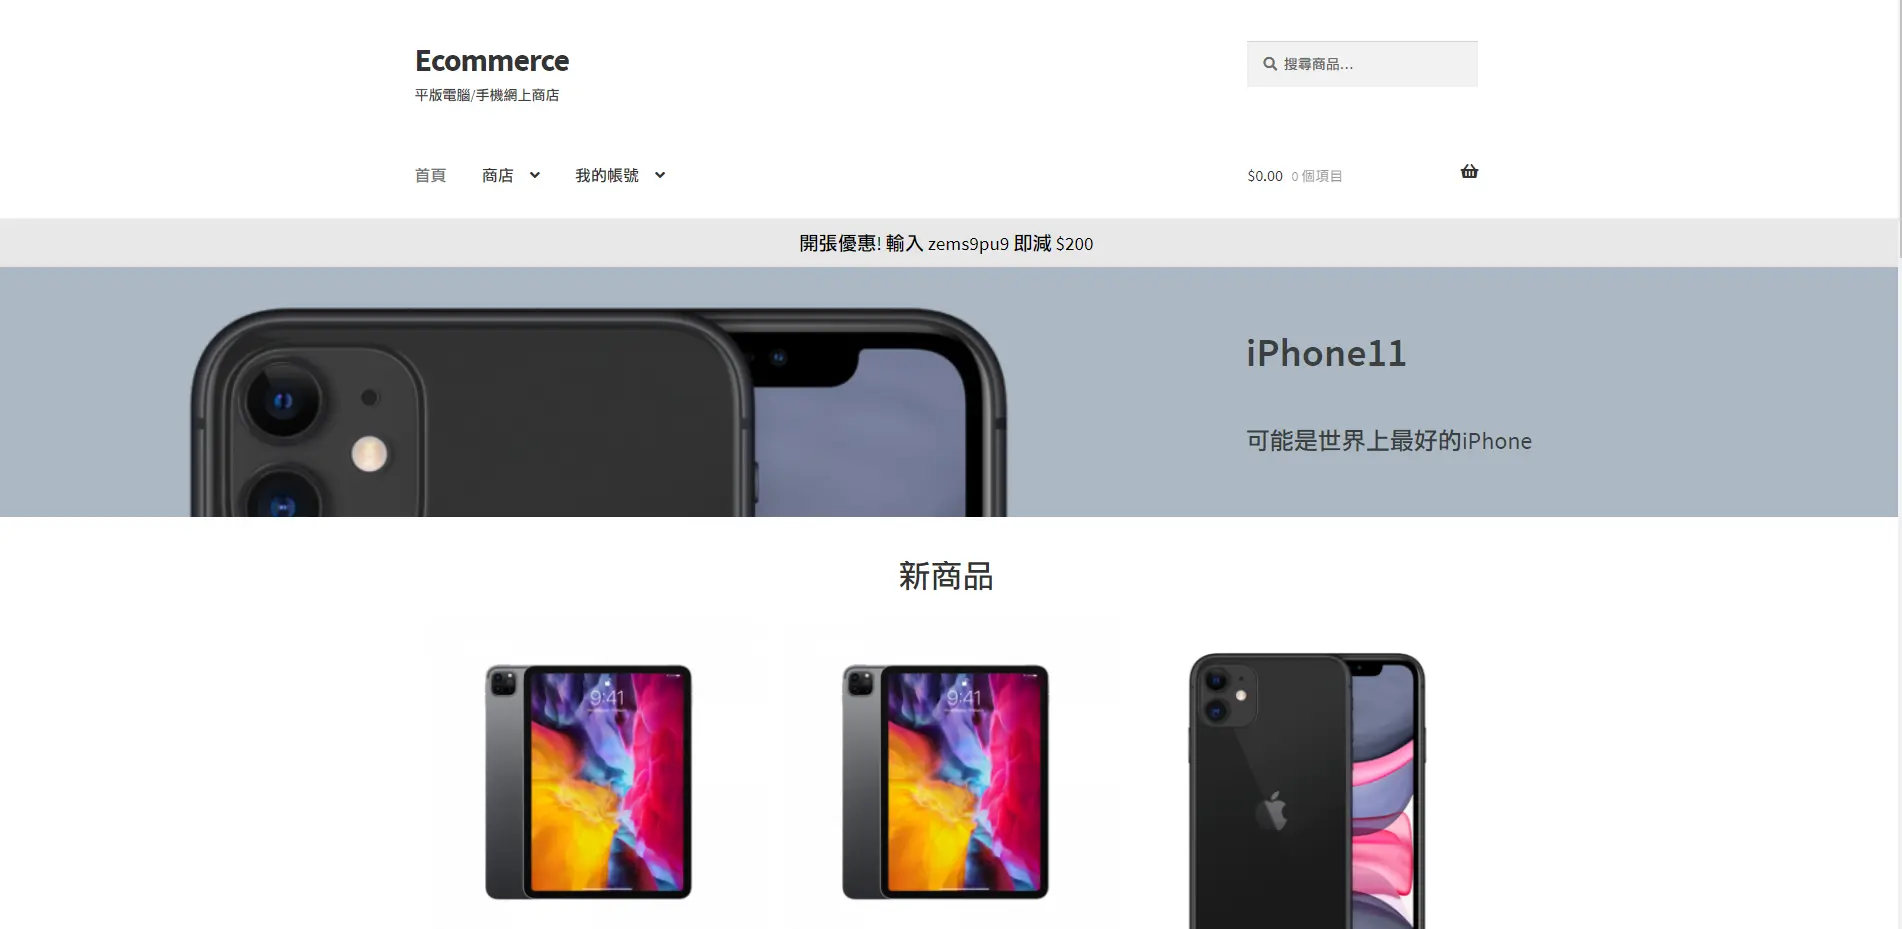 Ecommerce
平版電腦/手機網上商店
搜尋商品...
首頁 商店 我的帳號
$0.00 0 個項目
開張優惠! 輸入 zems9pu9 即減 $200
iPhone11
可能是世界上最好的iPhone
新商品
9:41
9:41